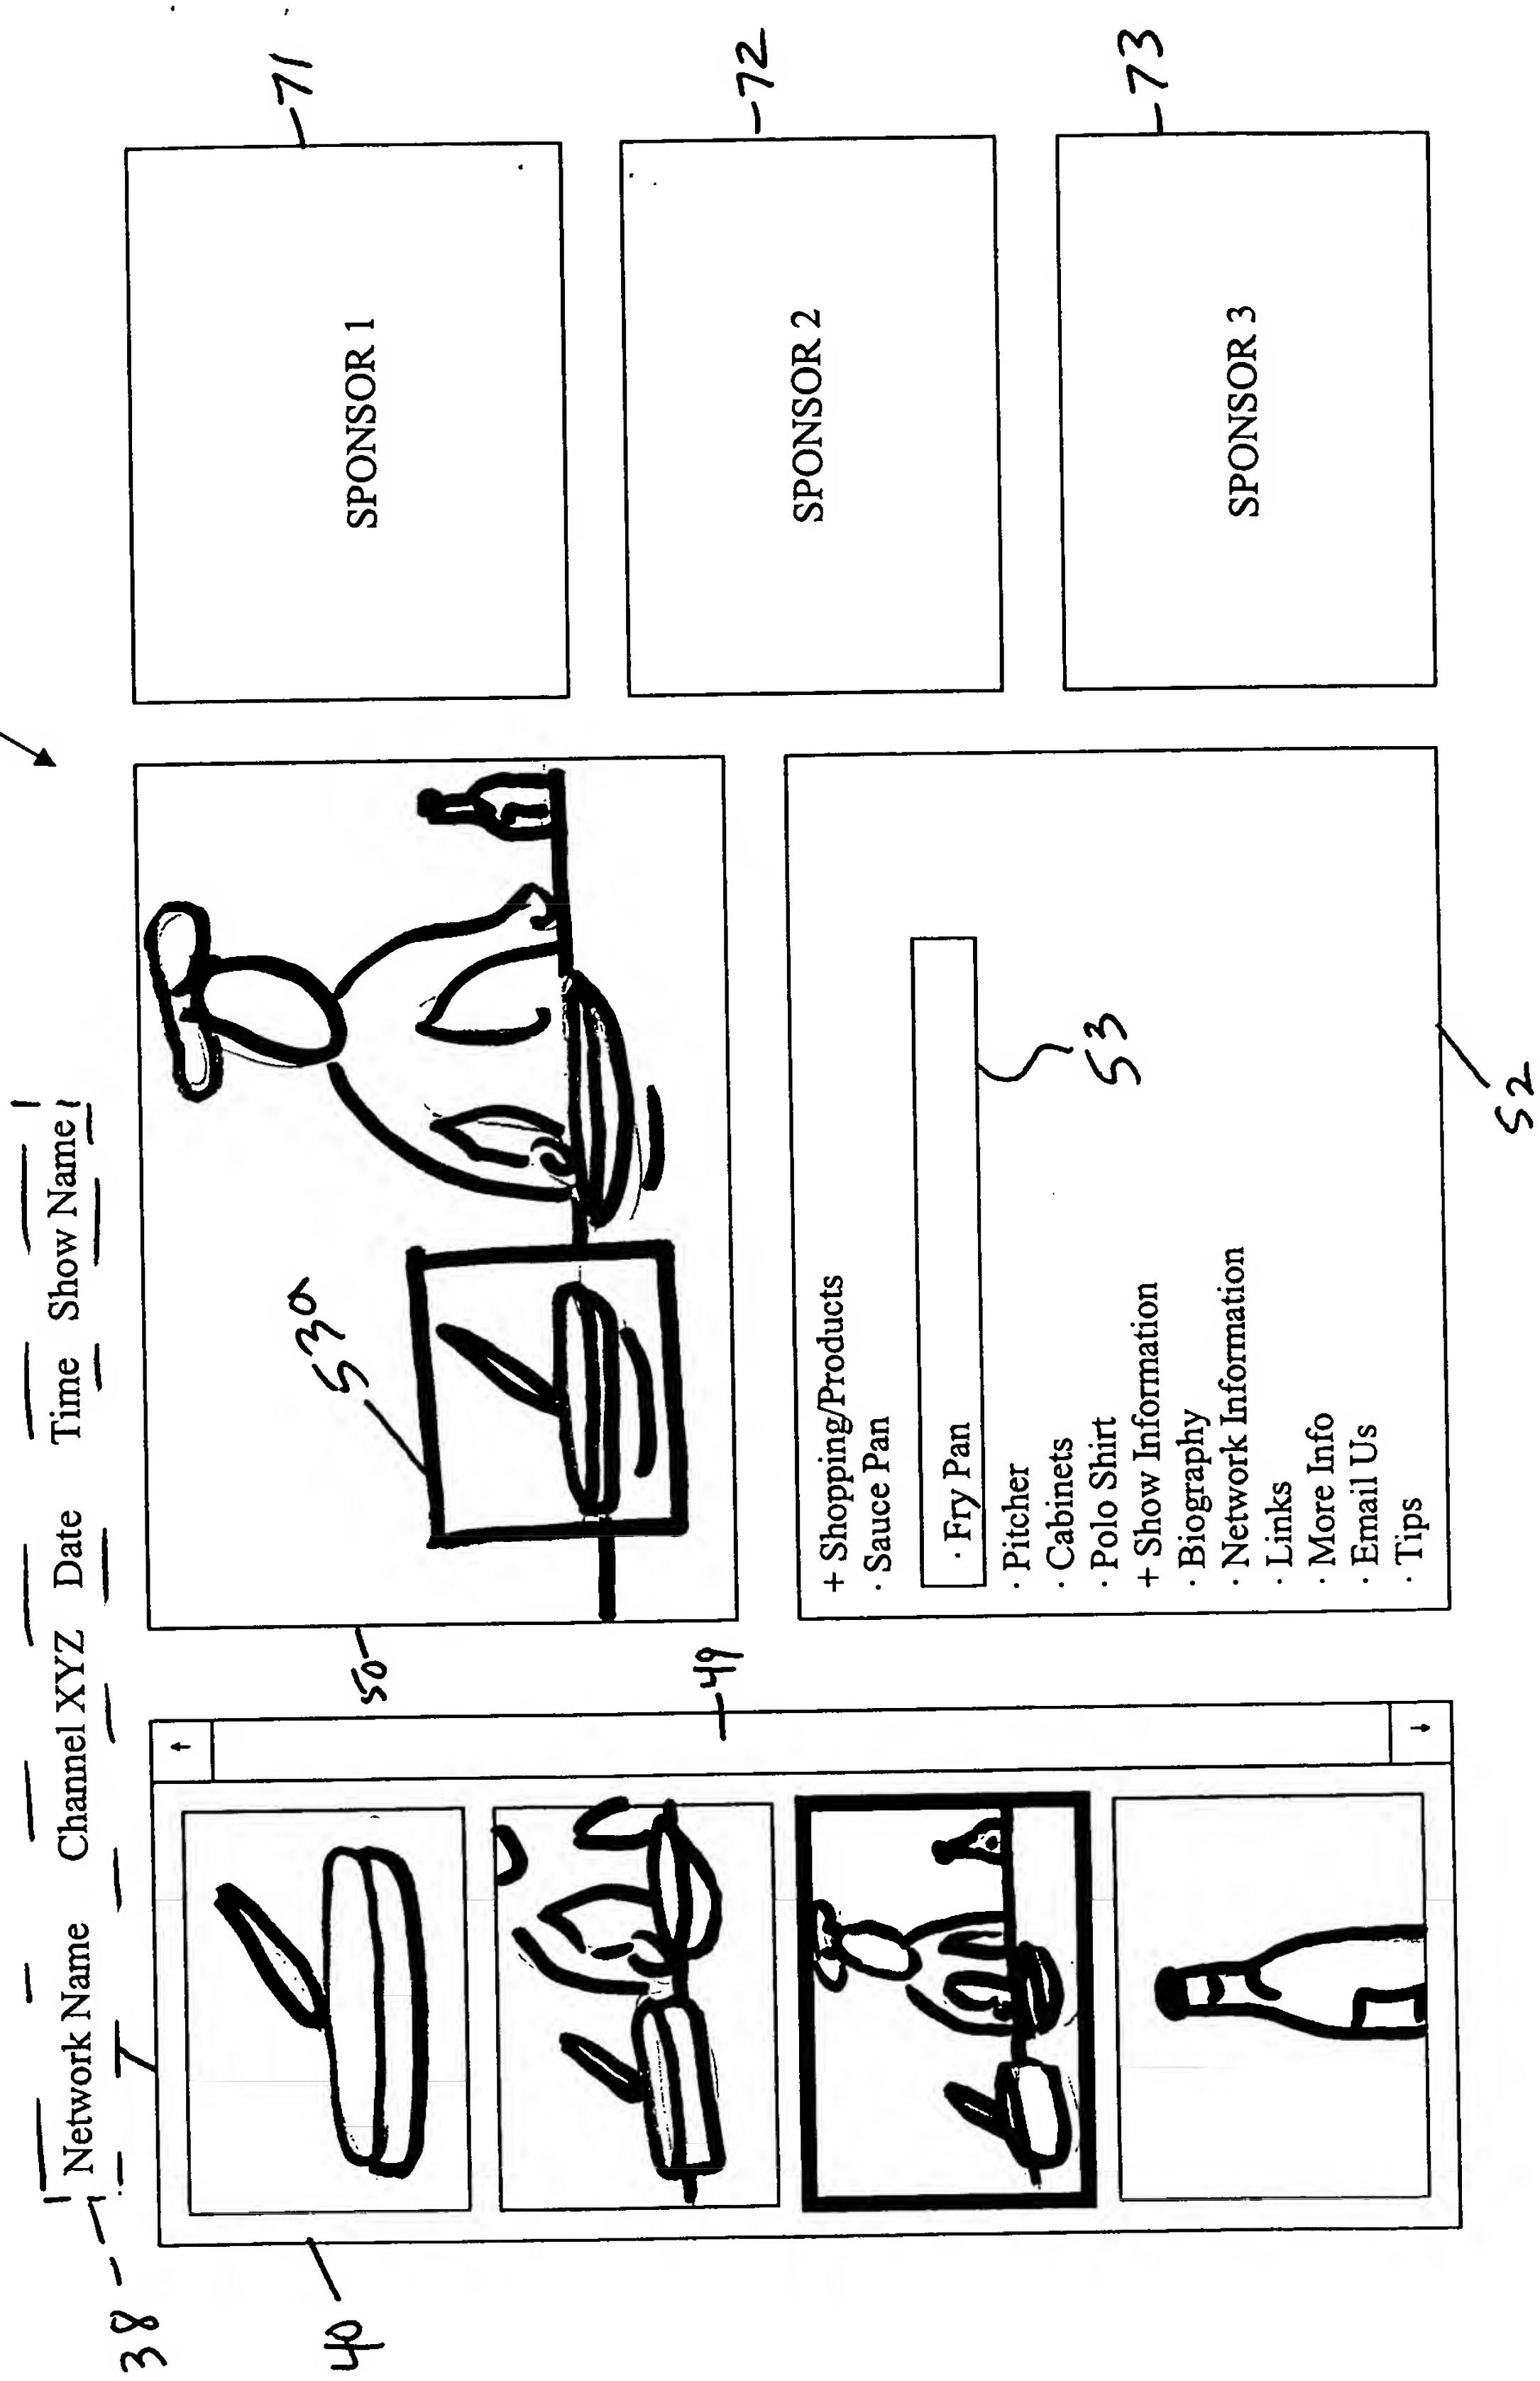 38
Network Name Channel XYZ Date Time Show Name
40
49
50
53a
+ Shopping/Products
· Sauce Pan
· Fry Pan
· Pitcher
· Cabinets
· Polo Shirt
+ Show Information
· Biography
· Network Information
· Links
· More Info
· Email Us
· Tips
53
52
SPONSOR 1
71
SPONSOR 2
72
SPONSOR 3
73